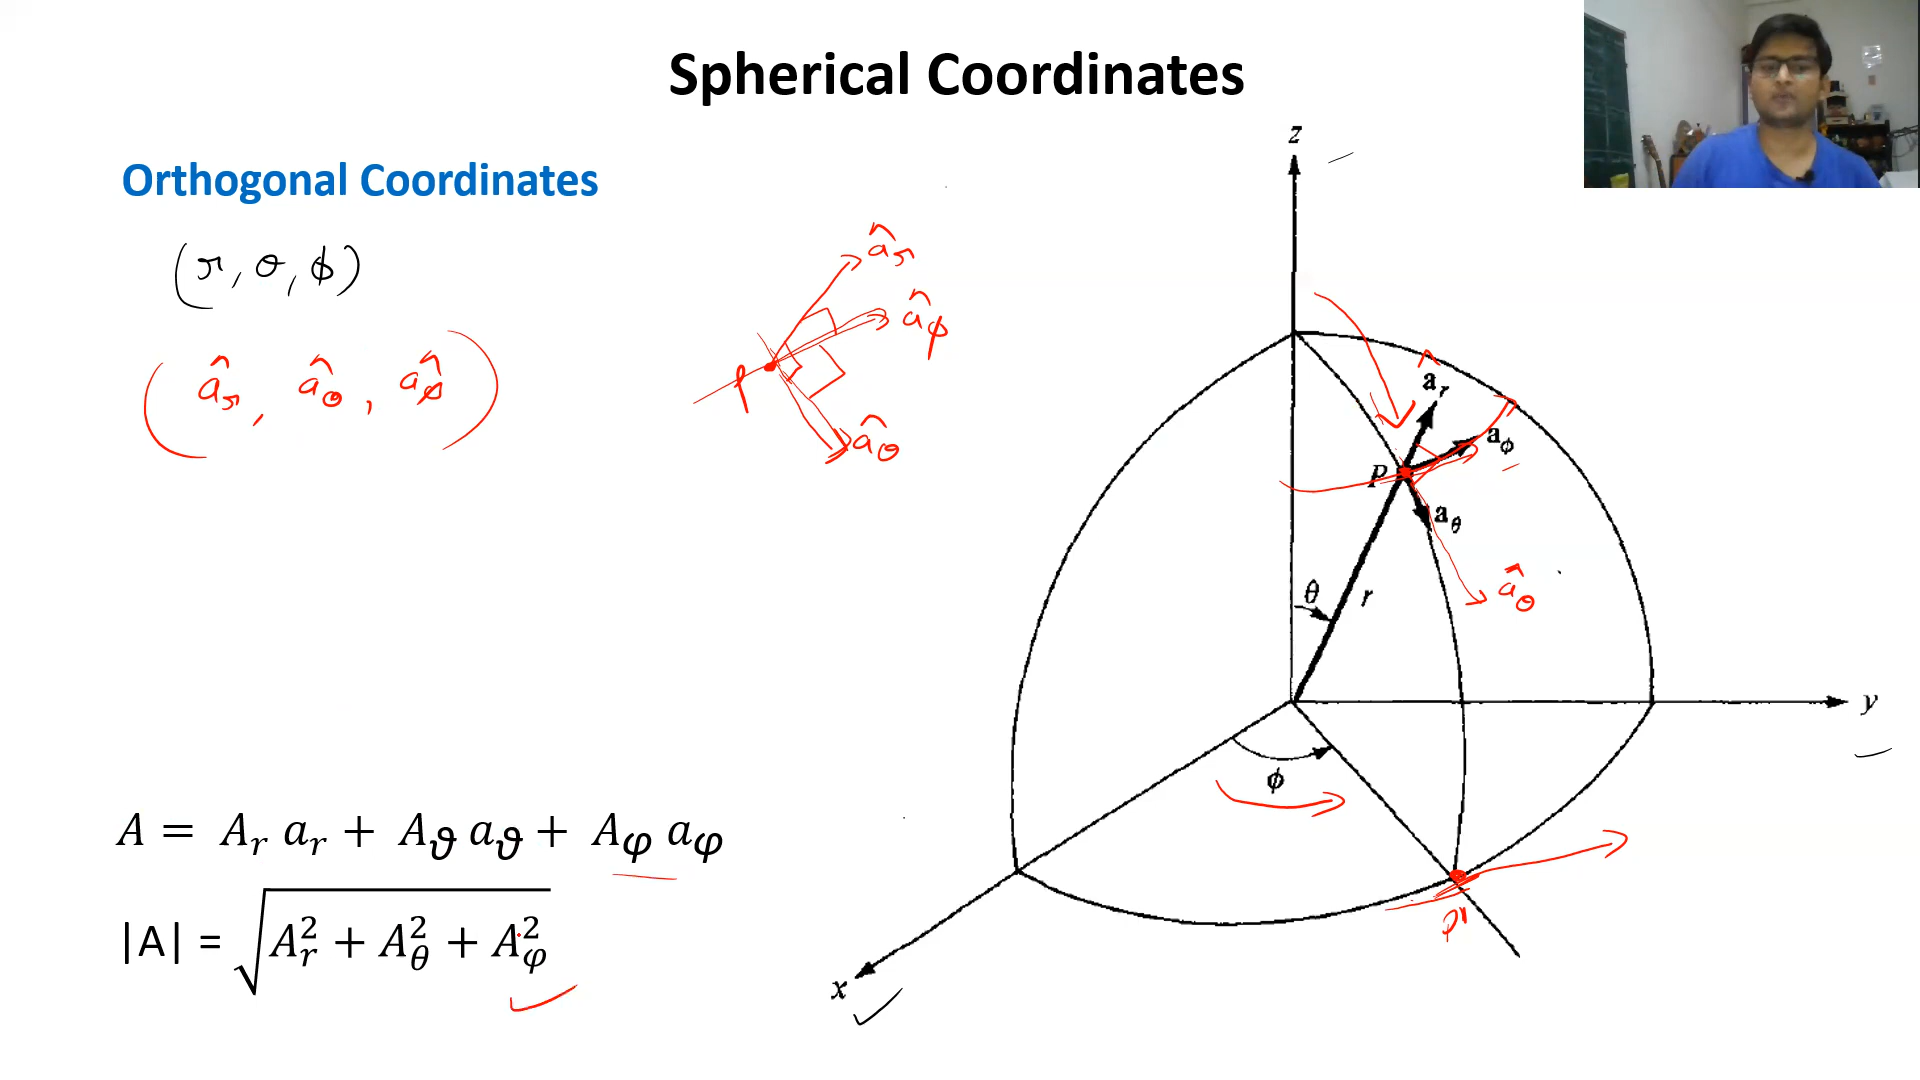 Spherical Coordinates
Orthogonal Coordinates
(r, θ, ϕ)
(âr, âθ, âϕ)
âr
âϕ
P
âθ
z
âr
aϕ
P
aθ
âθ
θ
r
y
ϕ
P'
x
A = Ar ar + Aϑ aϑ + Aφ aφ
|A| = √(Ar² + Aθ² + Aφ²)